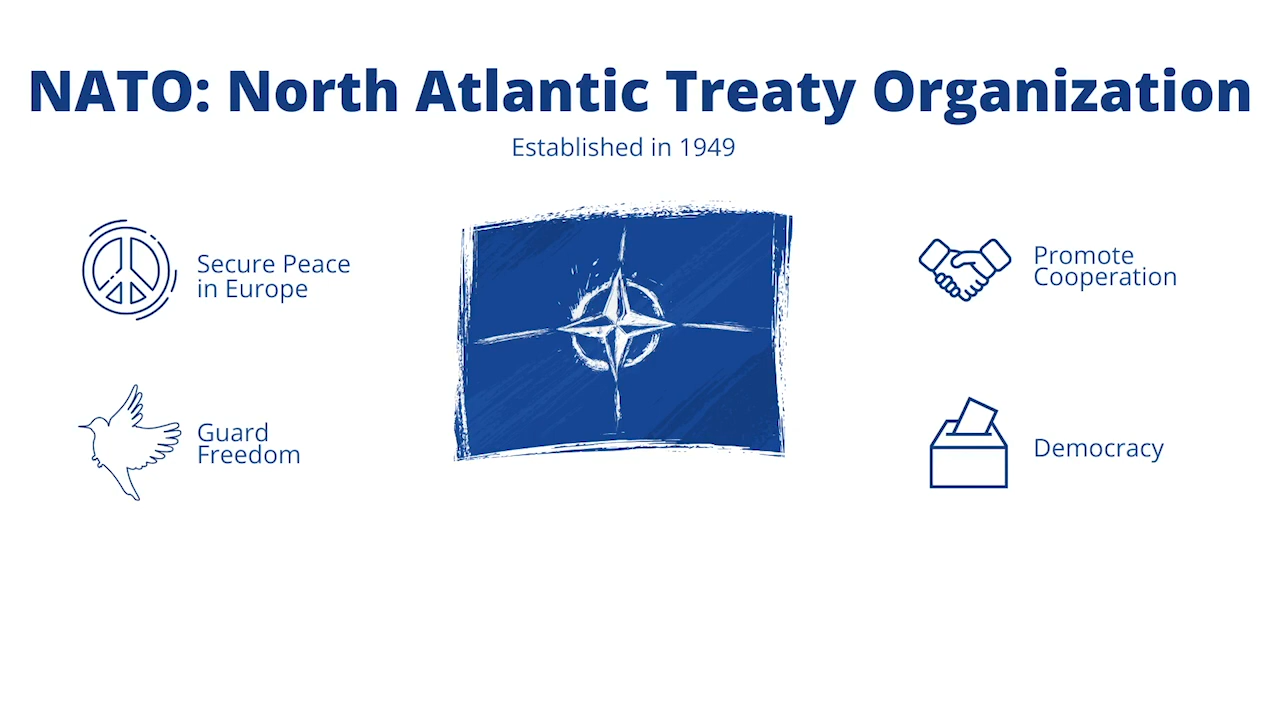 NATO: North Atlantic Treaty Organization
Established in 1949
Secure Peace
in Europe
Promote
Cooperation
Guard
Freedom
Democracy